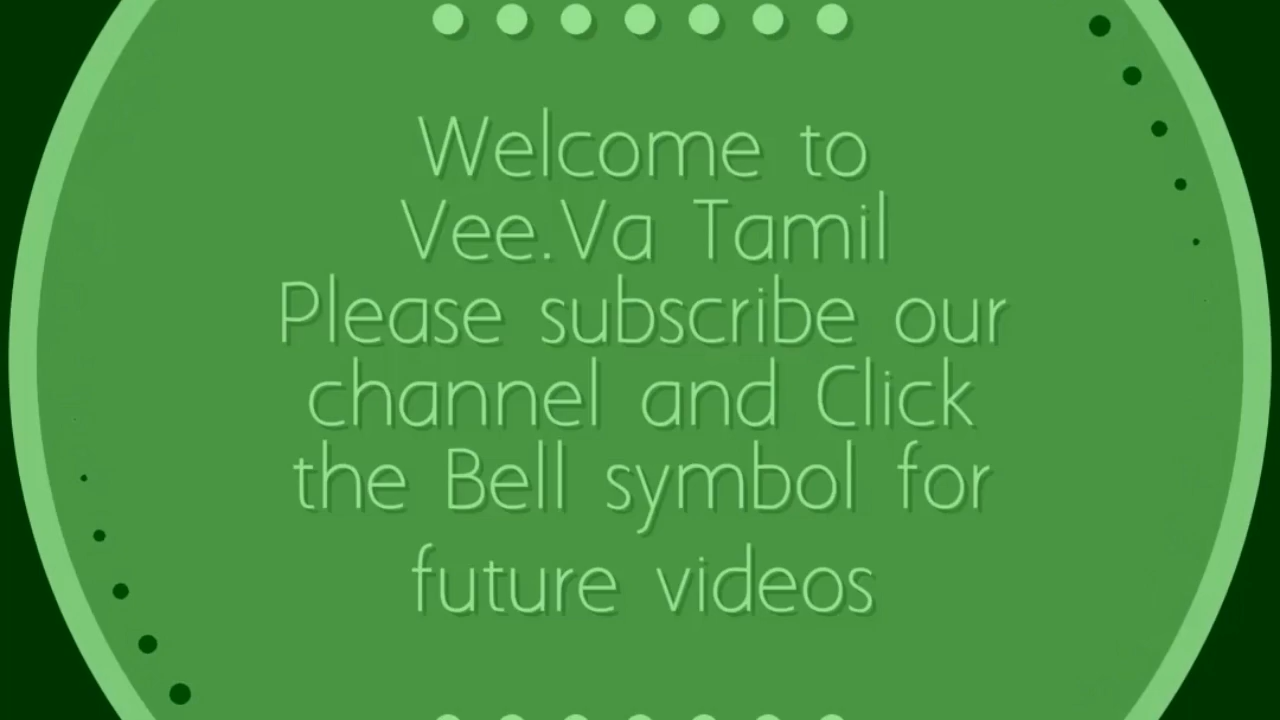 Welcome to
Vee.Va Tamil
Please subscribe our
channel and Click
the Bell symbol for
future videos